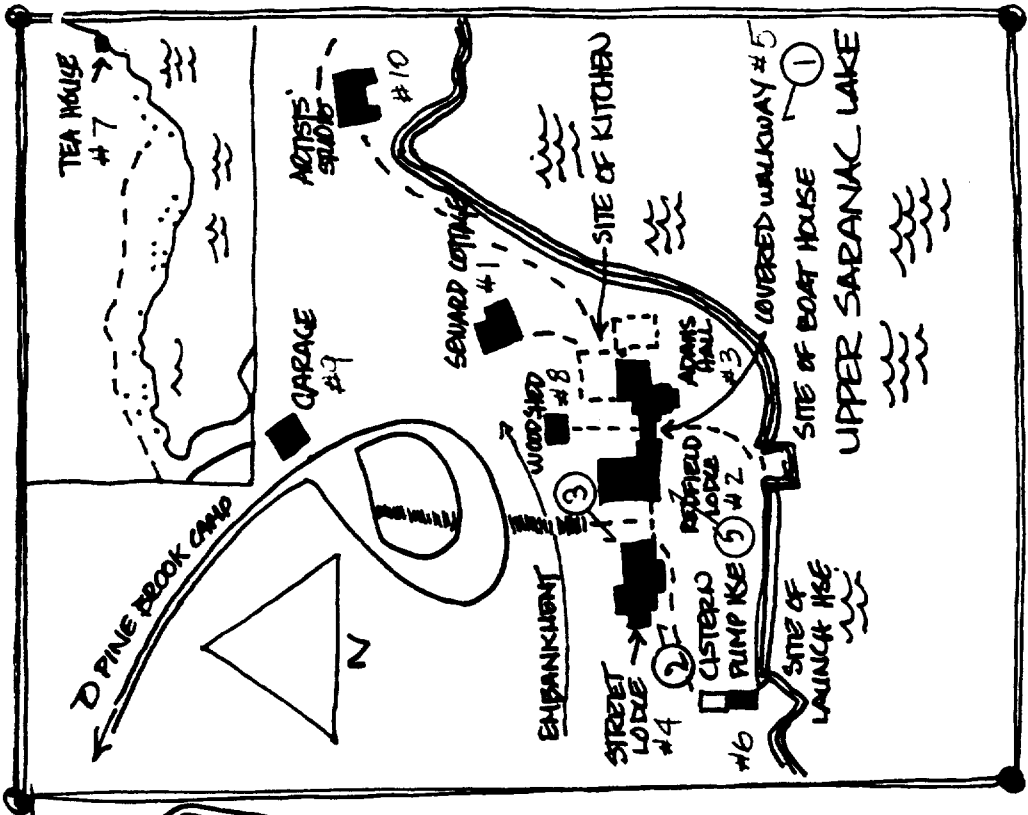 TEA HOUSE
#7
ARTISTS'
STUDIO
#10
TO PINE BROOK CAMP
GARAGE
#9
SEWARD COTTAGE
#1
SITE OF KITCHEN
N
EMBANKMENT
WOODSHED
#8
ADAMS
HALL
#3
COVERED WALKWAY #5
1
3
STREET
LODGE
#4
REDFIELD
LODGE
#2
5
2
CISTERN
PUMP HSE
#6
SITE OF
LAUNCH HSE
SITE OF BOAT HOUSE
UPPER SARANAC LAKE